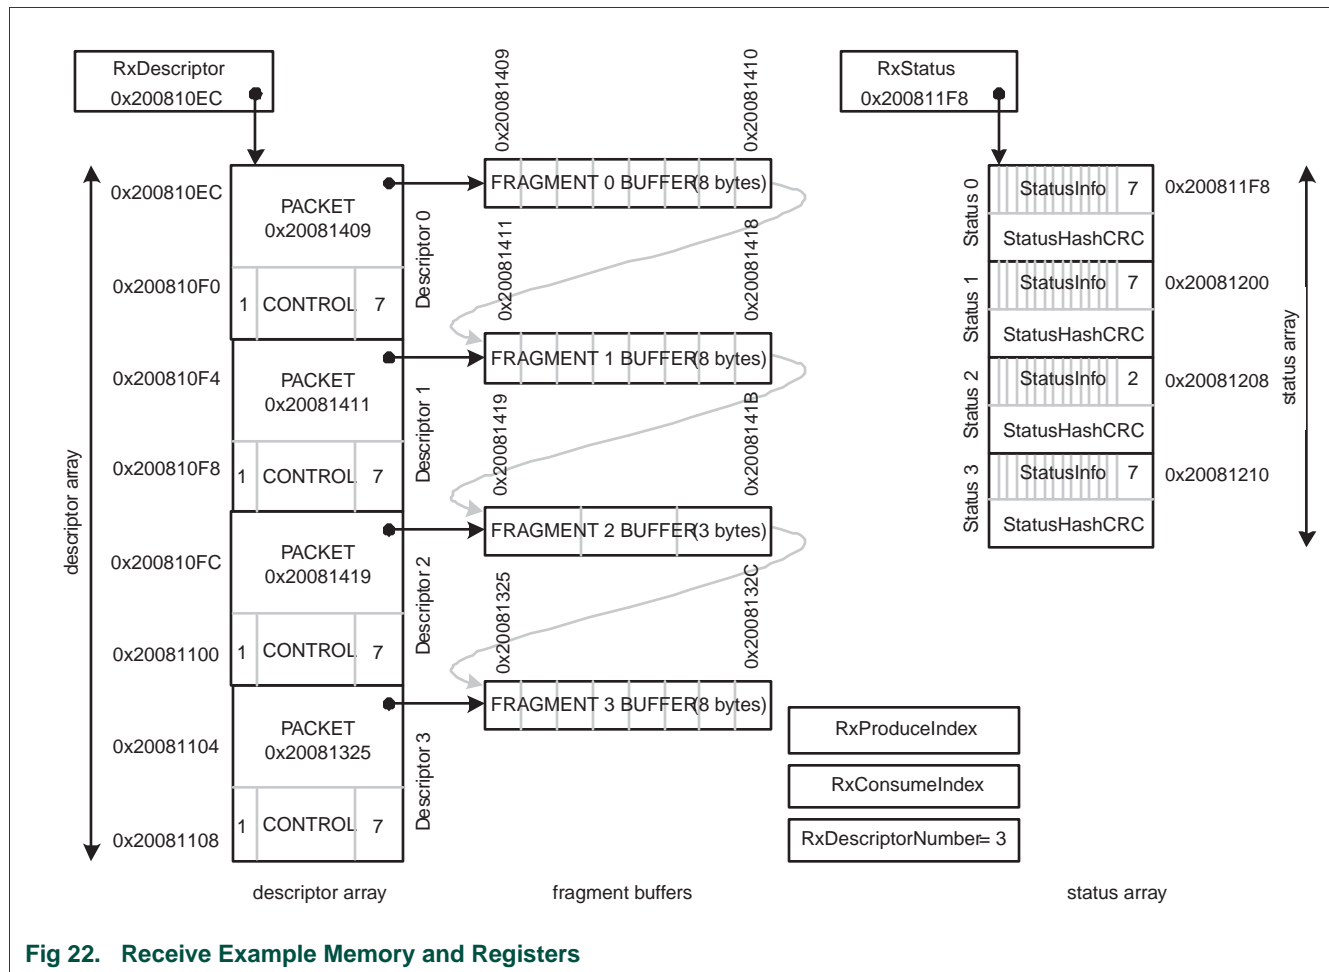 RxDescriptor
0x200810EC
0x20081409
0x20081410
RxStatus
0x200811F8
0x200810EC
PACKET
0x20081409
0x200810F0
1 CONTROL 7
Descriptor 0
FRAGMENT 0 BUFFER(8 bytes)
0x20081411
0x20081418
0x200810F4
PACKET
0x20081411
0x200810F8
1 CONTROL 7
Descriptor 1
FRAGMENT 1 BUFFER(8 bytes)
0x20081419
0x2008141B
0x200810FC
PACKET
0x20081419
0x20081100
1 CONTROL 7
Descriptor 2
FRAGMENT 2 BUFFER(3 bytes)
0x20081325
0x2008132C
0x20081104
PACKET
0x20081325
0x20081108
1 CONTROL 7
Descriptor 3
FRAGMENT 3 BUFFER(8 bytes)
descriptor array
Status 0
StatusInfo 7
0x200811F8
StatusHashCRC
Status 1
StatusInfo 7
0x20081200
StatusHashCRC
Status 2
StatusInfo 2
0x20081208
StatusHashCRC
Status 3
StatusInfo 7
0x20081210
StatusHashCRC
status array
RxProduceIndex
RxConsumeIndex
RxDescriptorNumber= 3
descriptor array
fragment buffers
status array
Fig 22. Receive Example Memory and Registers